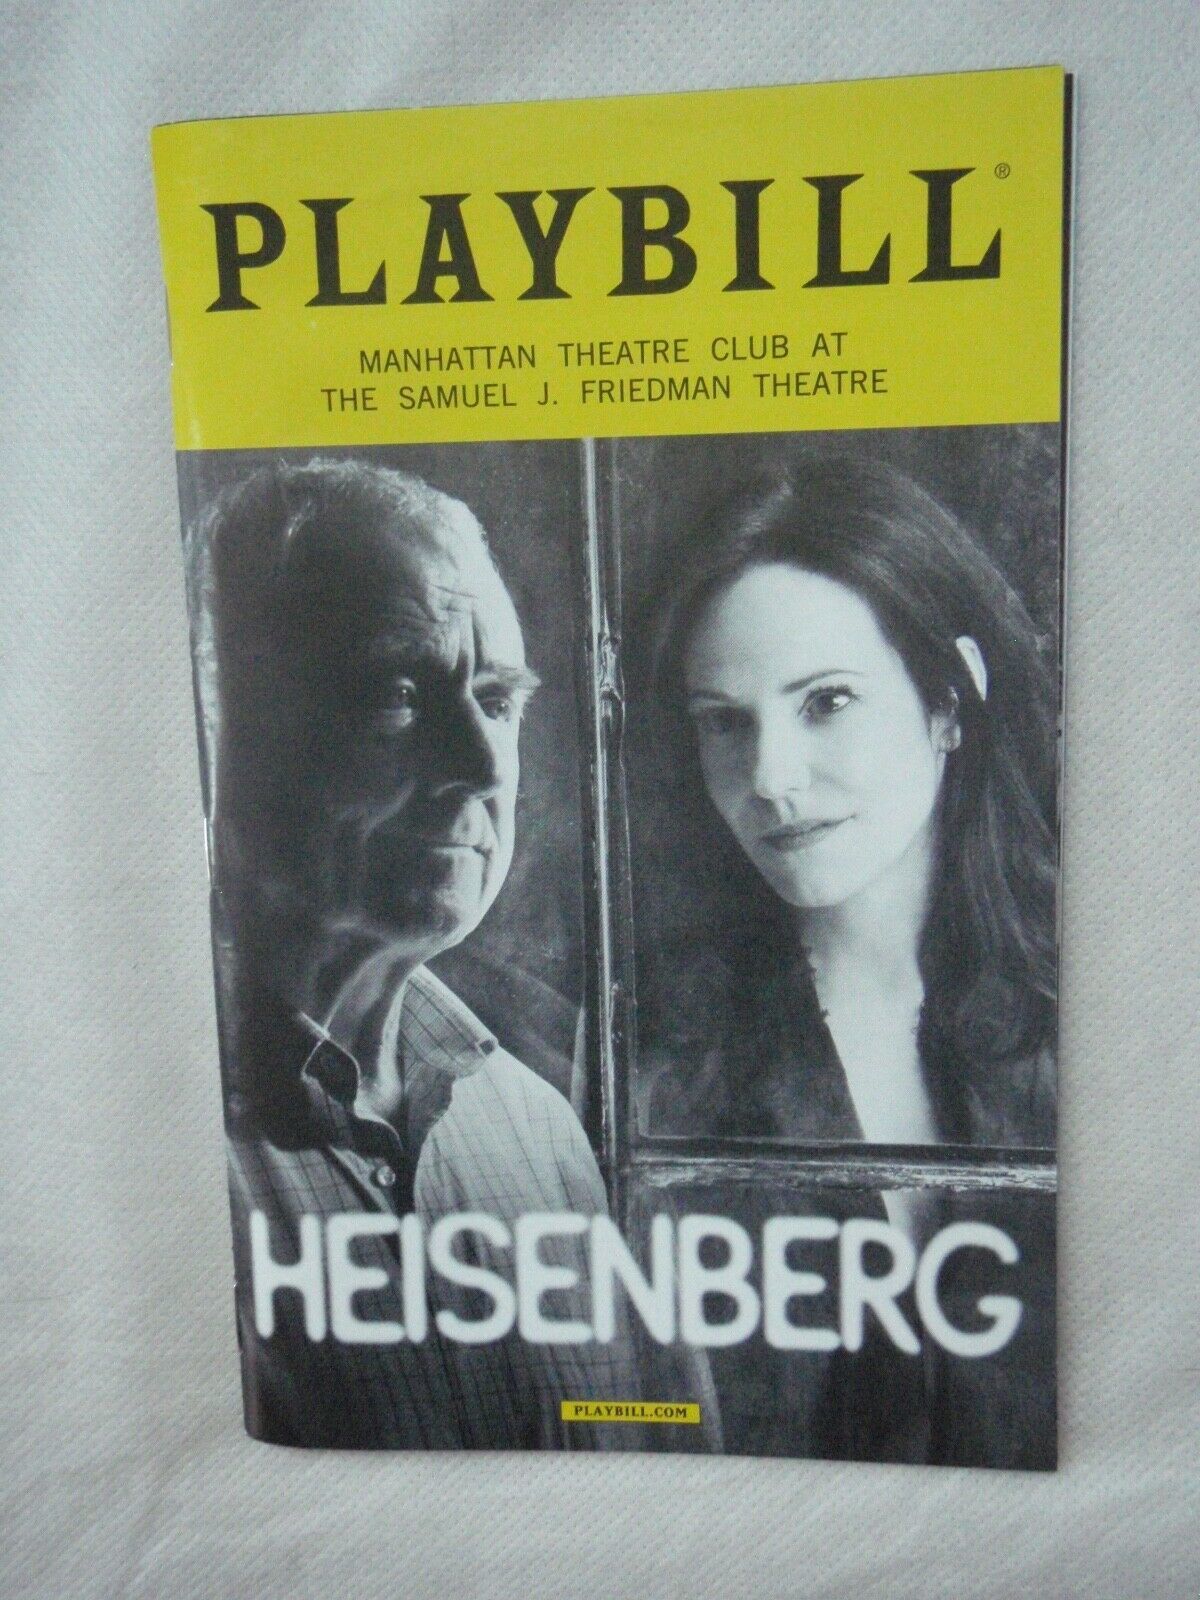 PLAYBILL®
MANHATTAN THEATRE CLUB AT
THE SAMUEL J. FRIEDMAN THEATRE
HEISENBERG
PLAYBILL.COM